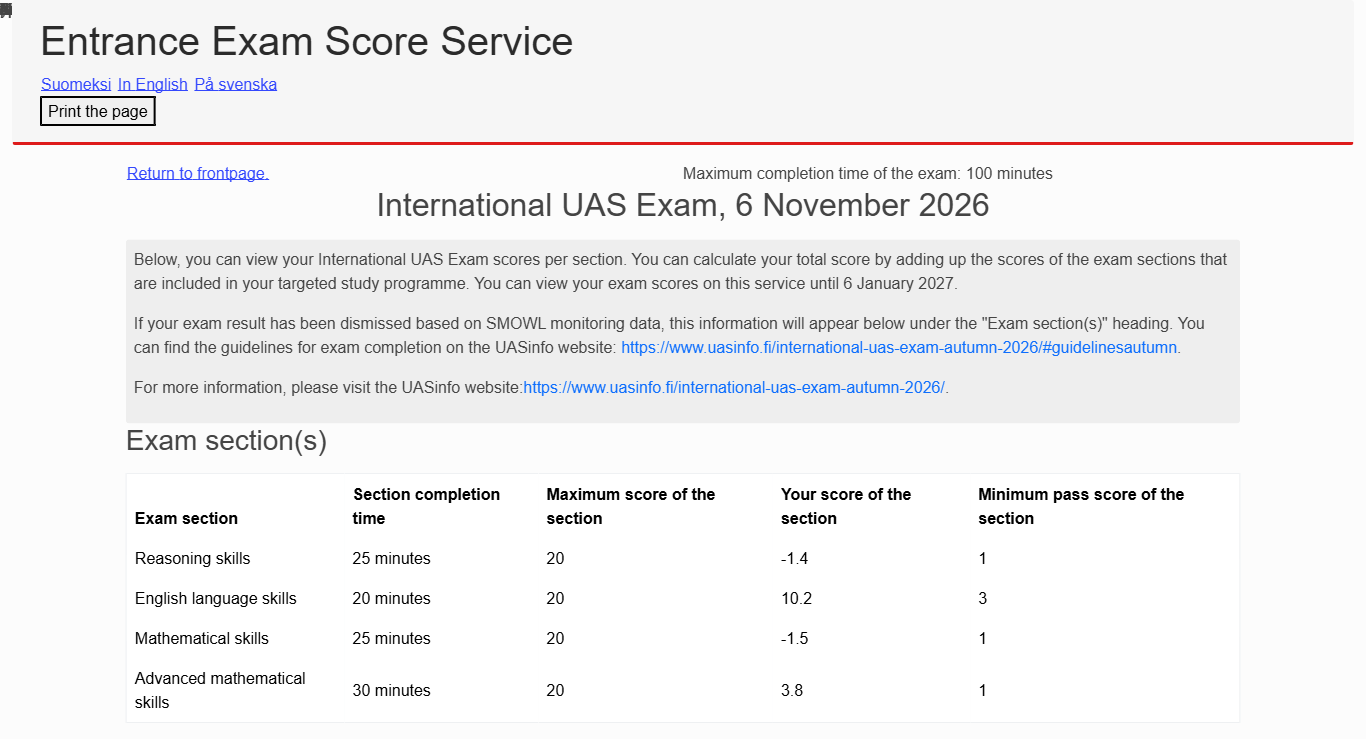 Entrance Exam Score Service
Suomeksi In English På svenska
Print the page
Return to frontpage.
Maximum completion time of the exam: 100 minutes
International UAS Exam, 6 November 2026
Below, you can view your International UAS Exam scores per section. You can calculate your total score by adding up the scores of the exam sections that
are included in your targeted study programme. You can view your exam scores on this service until 6 January 2027.
If your exam result has been dismissed based on SMOWL monitoring data, this information will appear below under the "Exam section(s)" heading. You
can find the guidelines for exam completion on the UASinfo website: https://www.uasinfo.fi/international-uas-exam-autumn-2026/#guidelinesautumn.
For more information, please visit the UASinfo website:https://www.uasinfo.fi/international-uas-exam-autumn-2026/.
Exam section(s)
Exam section | Section completion time | Maximum score of the section | Your score of the section | Minimum pass score of the section
Reasoning skills 25 minutes 20 -1.4 1
English language skills 20 minutes 20 10.2 3
Mathematical skills 25 minutes 20 -1.5 1
Advanced mathematical skills 30 minutes 20 3.8 1